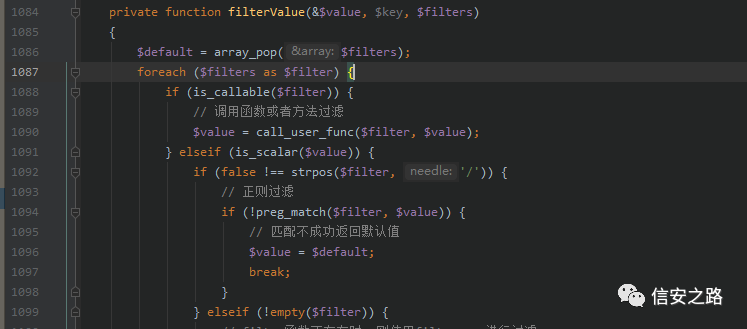 1084 private function filterValue(&$value, $key, $filters)
1085 {
1086 $default = array_pop( &array: $filters);
1087 foreach ($filters as $filter) {
1088 if (is_callable($filter)) {
1089 // 调用函数或者方法过滤
1090 $value = call_user_func($filter, $value);
1091 } elseif (is_scalar($value)) {
1092 if (false !== strpos($filter, needle: '/')) {
1093 // 正则过滤
1094 if (!preg_match($filter, $value)) {
1095 // 匹配不成功返回默认值
1096 $value = $default;
1097 break;
1098 }
1099 } elseif (!empty($filter)) {
信安之路